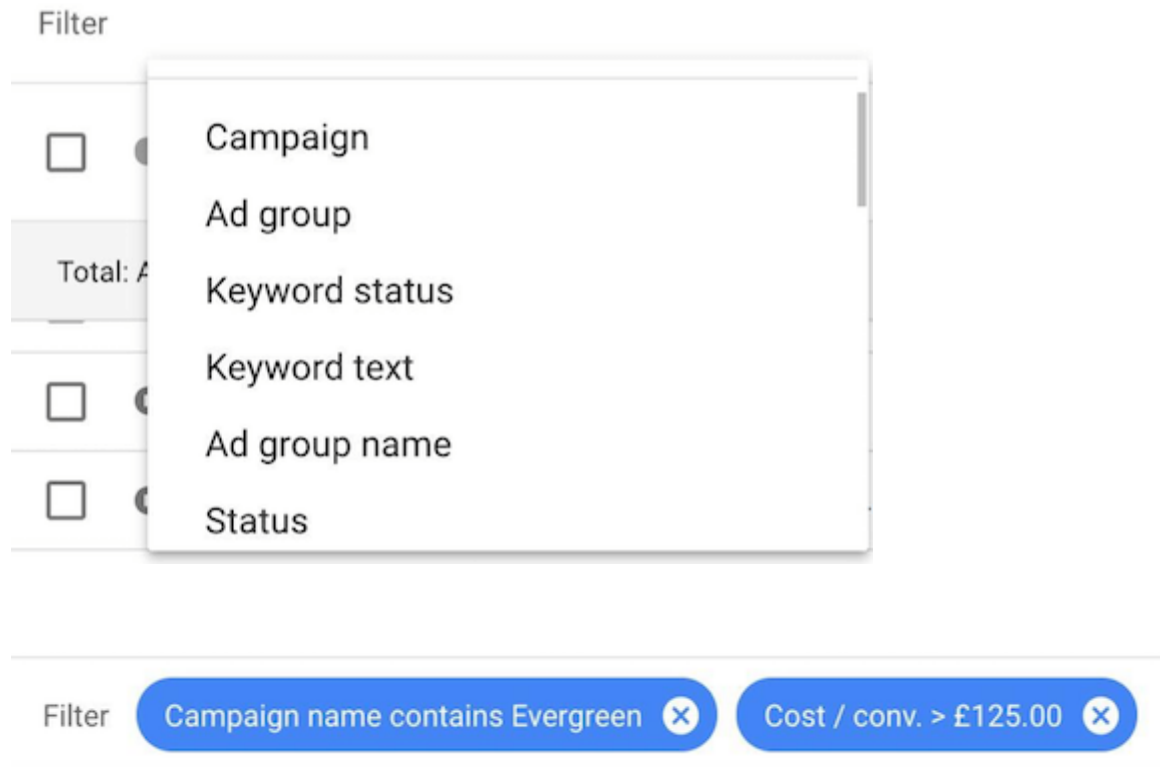 Filter
Campaign
Ad group
Total: A
Keyword status
Keyword text
Ad group name
Status
Filter Campaign name contains Evergreen Cost / conv. > £125.00